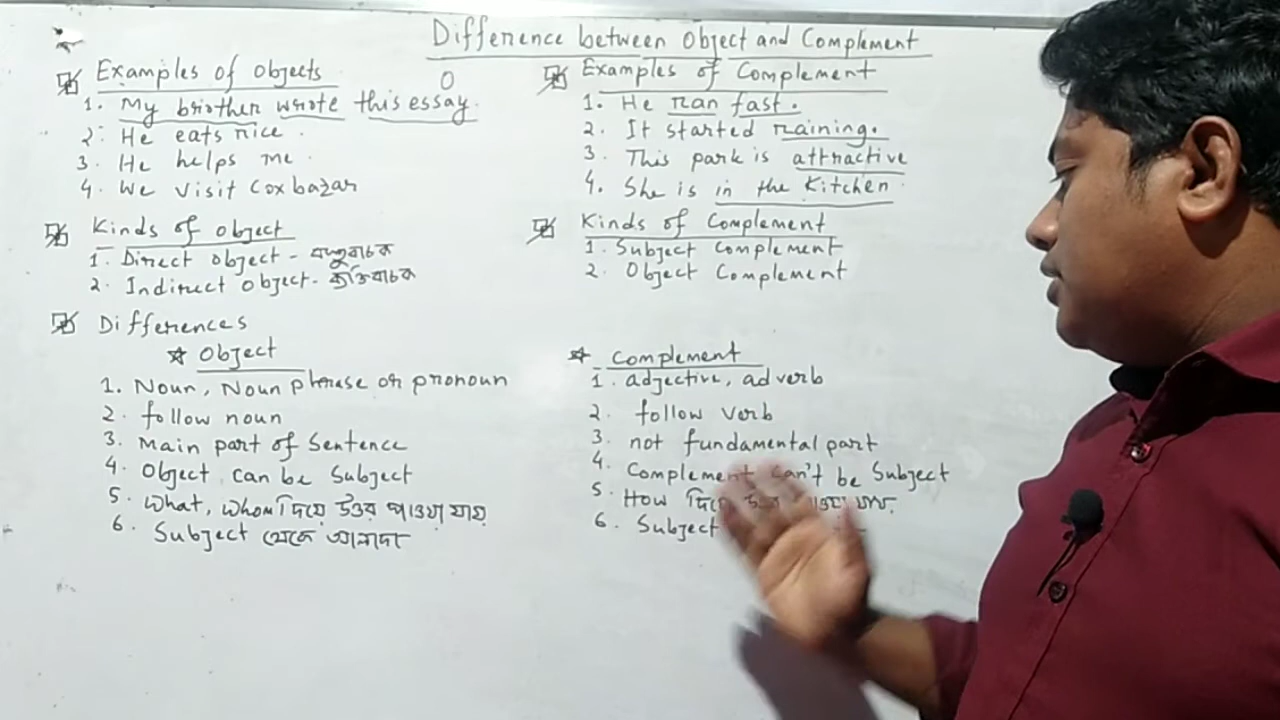 Difference between Object and Complement
Examples of Objects
O
1. My brother wrote this essay.
2. He eats rice.
3. He helps me.
4. We visit Coxbazar
Kinds of Object
1. Direct Object - বস্তুবাচক
2. Indirect Object - ব্যক্তিবাচক
Examples of Complement
1. He ran fast.
2. It started raining.
3. This park is attractive
4. She is in the kitchen.
Kinds of Complement
1. Subject Complement
2. Object Complement
Differences
Object
1. Noun, Noun phrase or pronoun
2. follow noun
3. Main part of Sentence
4. Object can be Subject
5. What, whom দিয়ে উত্তর পাওয়া যায়
6. Subject থেকে আলাদা
Complement
1. adjective, adverb
2. follow verb
3. not fundamental part
4. Complement can't be Subject
5. How দিয়ে
6. Subject